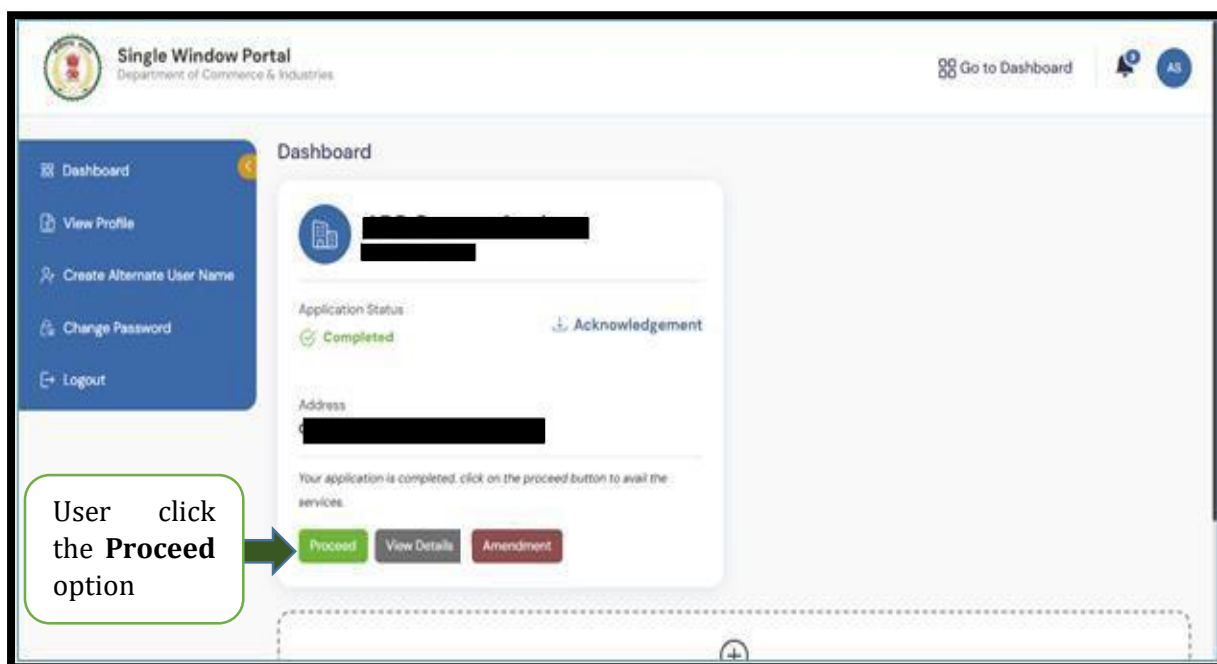 Single Window Portal
Department of Commerce & Industries
Go to Dashboard
AS
Dashboard
View Profile
Create Alternate User Name
Change Password
Logout
Dashboard
Application Status
Completed
Acknowledgement
Address
Your application is completed. click on the proceed button to avail the
services.
Proceed
View Details
Amendment
User click
the Proceed
option